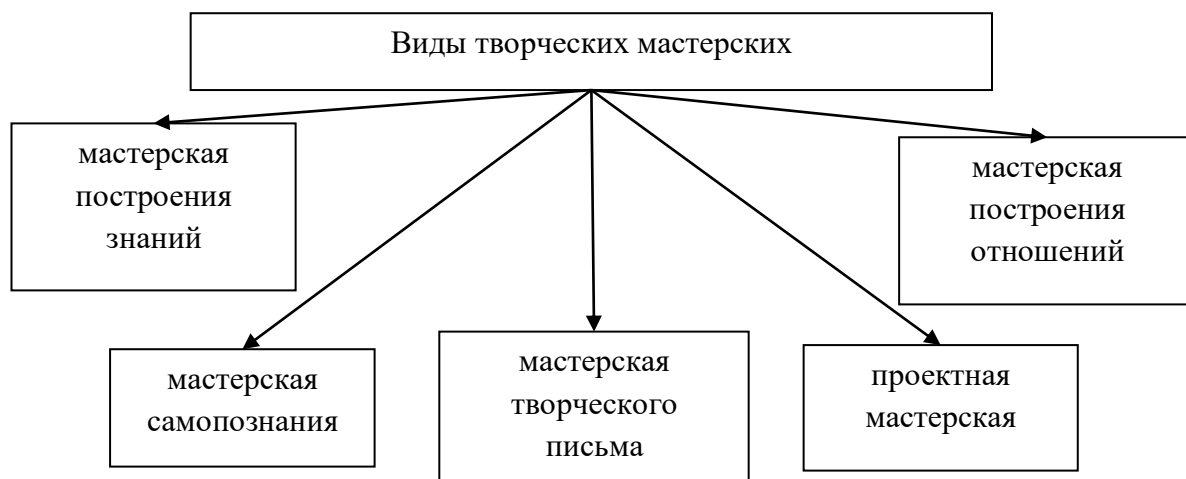 Виды творческих мастерских
мастерская
построения
знаний
мастерская
построения
отношений
мастерская
самопознания
мастерская
творческого
письма
проектная
мастерская